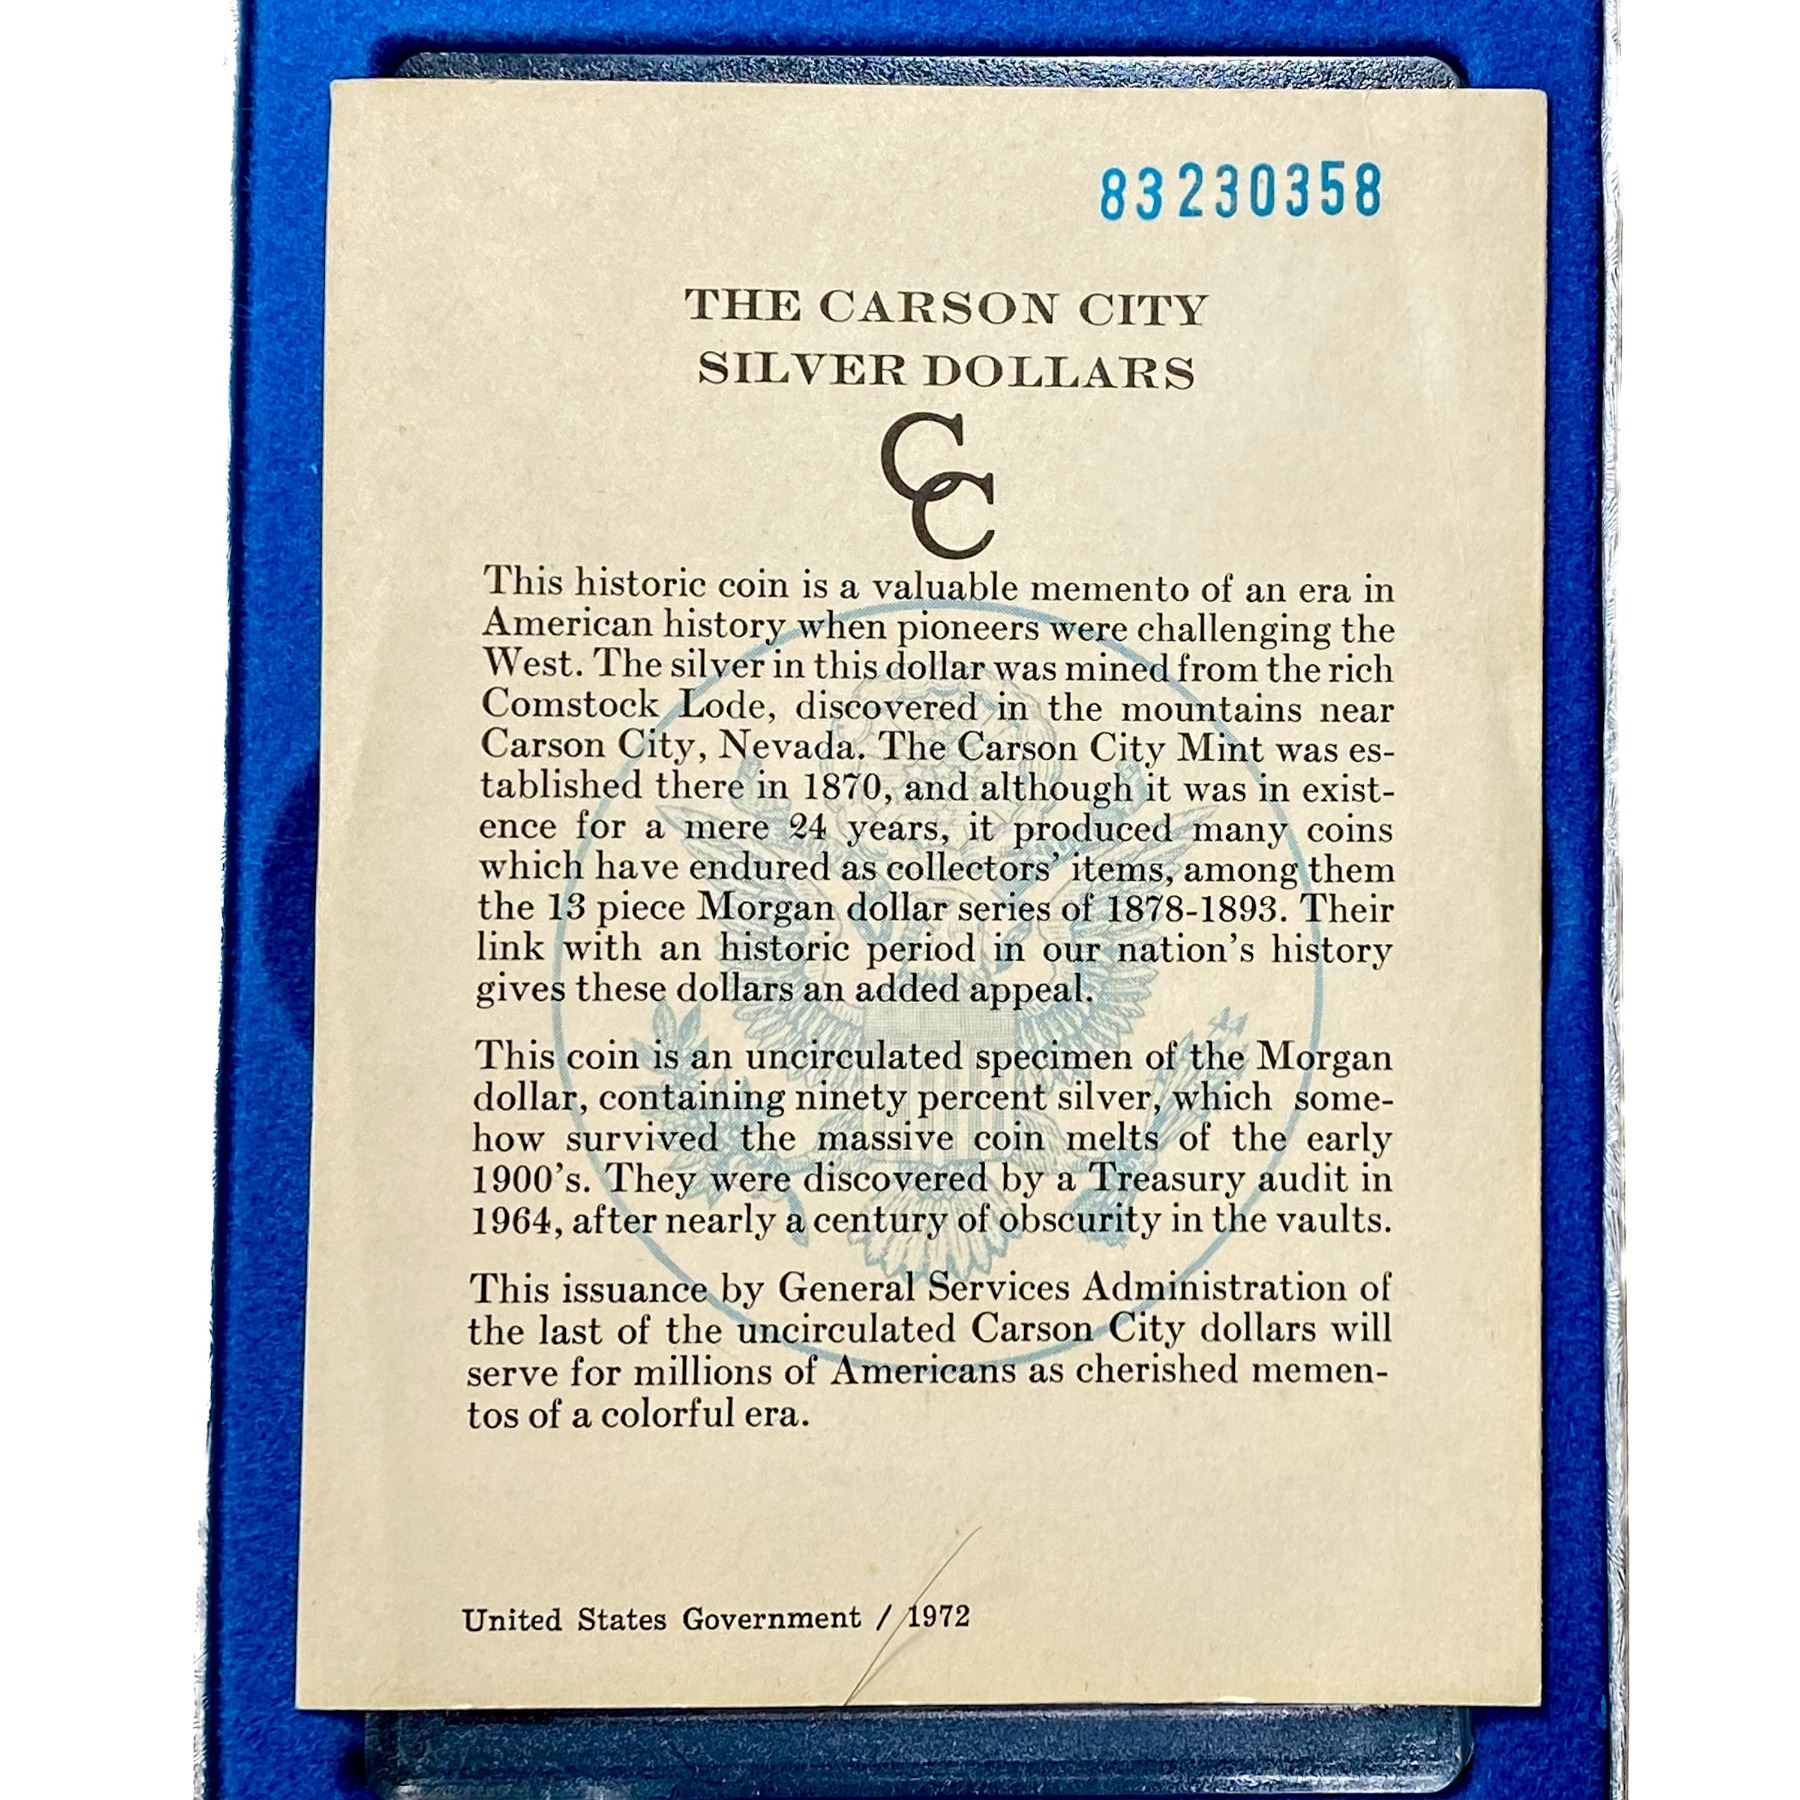 83230358
THE CARSON CITY
SILVER DOLLARS
CC
This historic coin is a valuable memento of an era in
American history when pioneers were challenging the
West. The silver in this dollar was mined from the rich
Comstock Lode, discovered in the mountains near
Carson City, Nevada. The Carson City Mint was es-
tablished there in 1870, and although it was in exist-
ence for a mere 24 years, it produced many coins
which have endured as collectors' items, among them
the 13 piece Morgan dollar series of 1878-1893. Their
link with an historic period in our nation's history
gives these dollars an added appeal.
This coin is an uncirculated specimen of the Morgan
dollar, containing ninety percent silver, which some-
how survived the massive coin melts of the early
1900's. They were discovered by a Treasury audit in
1964, after nearly a century of obscurity in the vaults.
This issuance by General Services Administration of
the last of the uncirculated Carson City dollars will
serve for millions of Americans as cherished memen-
tos of a colorful era.
United States Government / 1972